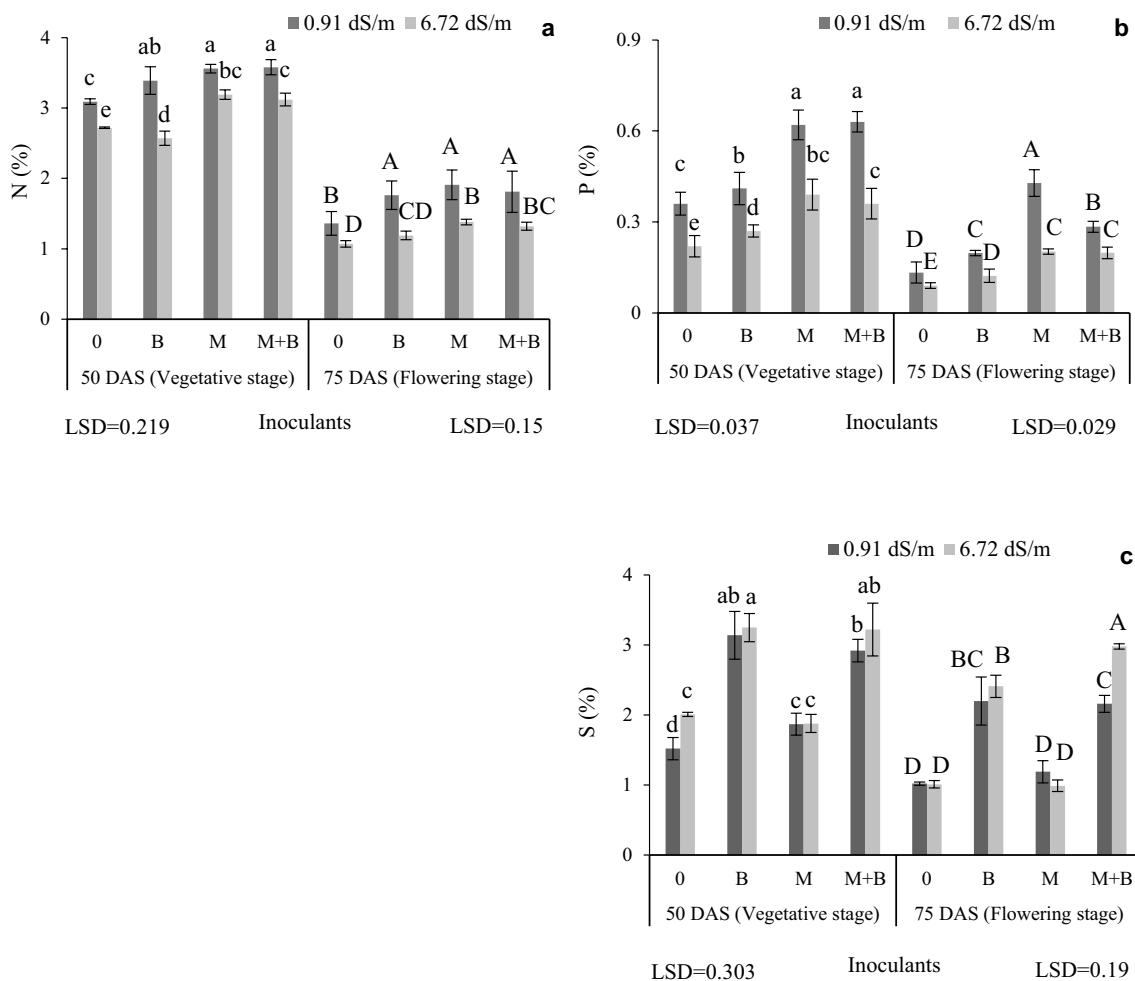 0.91 dS/m 6.72 dS/m a
4
3
2
1
0
N (%)
c e ab d a bc a c
B D A CD A B A BC
0 B M M+B 0 B M M+B
50 DAS (Vegetative stage) 75 DAS (Flowering stage)
LSD=0.219 Inoculants LSD=0.15
0.91 dS/m 6.72 dS/m b
0.9
0.6
0.3
0
P (%)
c e b d a bc a c
D E C D A C B C
0 B M M+B 0 B M M+B
50 DAS (Vegetative stage) 75 DAS (Flowering stage)
LSD=0.037 Inoculants LSD=0.029
0.91 dS/m 6.72 dS/m c
4
3
2
1
0
S (%)
d c ab a c c b ab
D D BC B D D C A
0 B M M+B 0 B M M+B
50 DAS (Vegetative stage) 75 DAS (Flowering stage)
LSD=0.303 Inoculants LSD=0.19